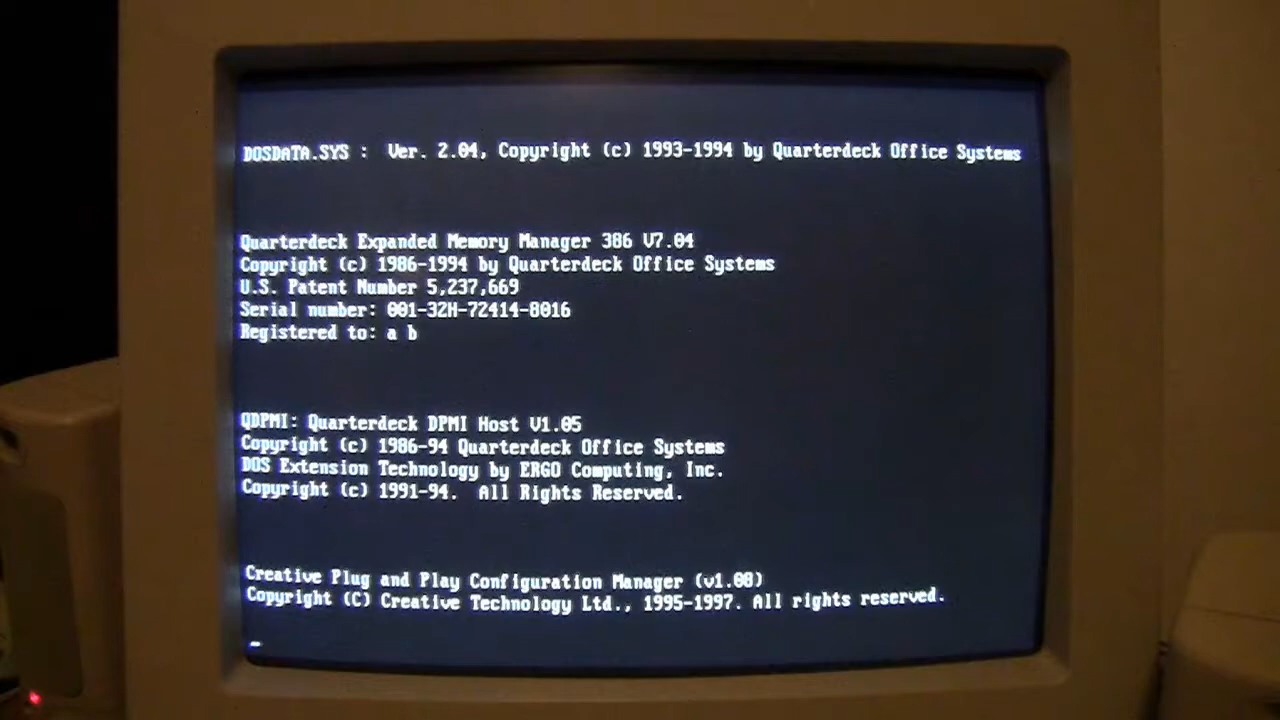 DOSDATA.SYS :  Ver. 2.04, Copyright (c) 1993-1994 by Quarterdeck Office Systems
Quarterdeck Expanded Memory Manager 386 V7.04
Copyright (c) 1986-1994 by Quarterdeck Office Systems
U.S. Patent Number 5,237,669
Serial number: 001-32H-72414-8016
Registered to: a b
QDPMI: Quarterdeck DPMI Host V1.05
Copyright (c) 1986-94 Quarterdeck Office Systems
DOS Extension Technology by ERGO Computing, Inc.
Copyright (c) 1991-94.  All Rights Reserved.
Creative Plug and Play Configuration Manager (v1.08)
Copyright (C) Creative Technology Ltd., 1995-1997. All rights reserved.